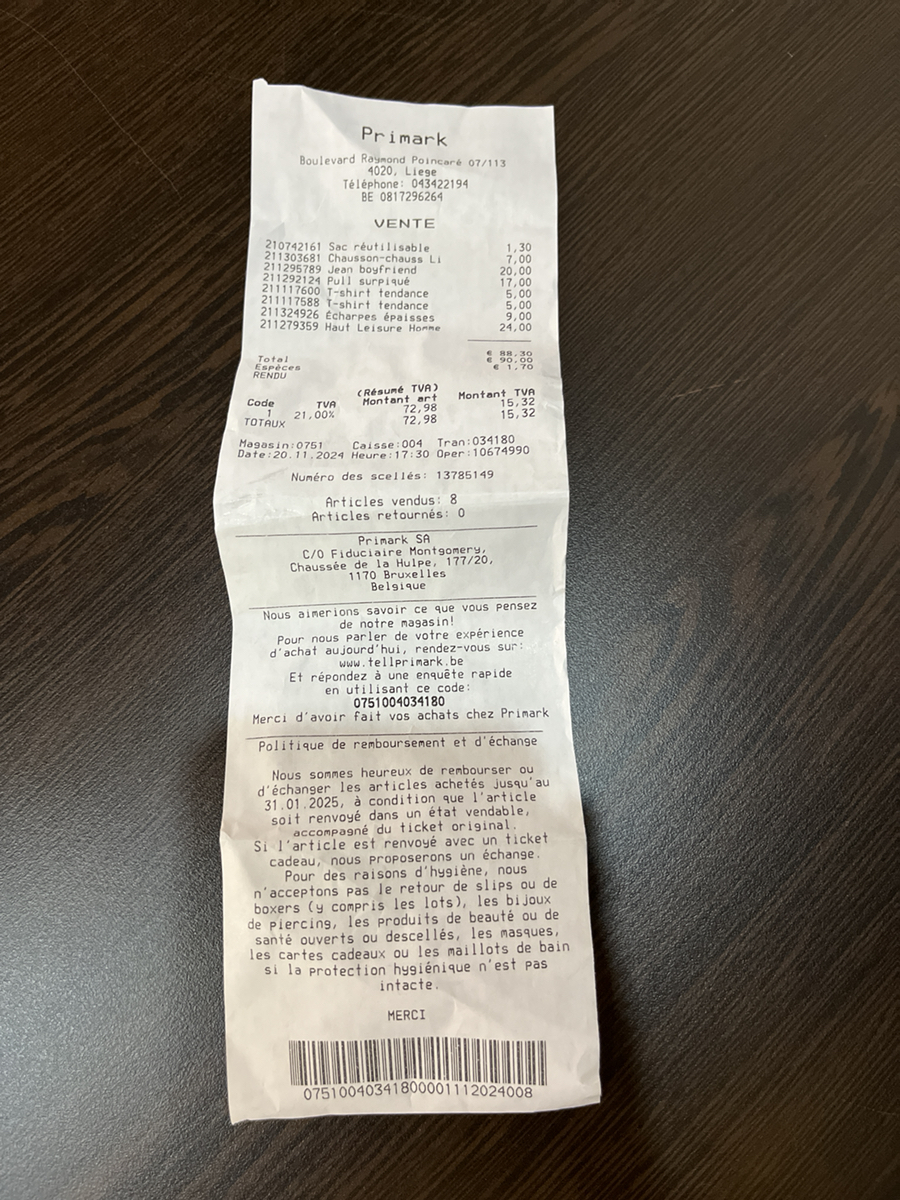 Primark
Boulevard Raymond Poincaré 07/113
4020, Liege
Téléphone: 043422194
BE 0817296264
VENTE
210742161 Sac réutilisable 1,30
211303681 Chausson-chauss Li 7,00
211295789 Jean boyfriend 20,00
211292124 Pull surpiqué 17,00
211117600 T-shirt tendance 5,00
211117588 T-shirt tendance 5,00
211324926 Écharpes épaisses 9,00
211279359 Haut Leisure Homme 24,00
Total € 88,30
Espèces € 90,00
RENDU € 1,70
(Résumé TVA)
Code TVA Montant art Montant TVA
1 21,00% 72,98 15,32
TOTAUX 72,98 15,32
Magasin:0751 Caisse:004 Tran:034180
Date:20.11.2024 Heure:17:30 Oper:10674990
Numéro des scellés: 13785149
Articles vendus: 8
Articles retournés: 0
Primark SA
C/O Fiduciaire Montgomery,
Chaussée de la Hulpe, 177/20,
1170 Bruxelles
Belgique
Nous aimerions savoir ce que vous pensez
de notre magasin!
Pour nous parler de votre expérience
d'achat aujourd'hui, rendez-vous sur:
www.tellprimark.be
Et répondez à une enquête rapide
en utilisant ce code:
0751004034180
Merci d'avoir fait vos achats chez Primark
Politique de remboursement et d'échange
Nous sommes heureux de rembourser ou
d'échanger les articles achetés jusqu'au
31.01.2025, à condition que l'article
soit renvoyé dans un état vendable,
accompagné du ticket original.
Si l'article est renvoyé avec un ticket
cadeau, nous proposerons un échange.
Pour des raisons d'hygiène, nous
n'acceptons pas le retour de slips ou de
boxers (y compris les lots), les bijoux
de piercing, les produits de beauté ou de
santé ouverts ou descellés, les masques,
les cartes cadeaux ou les maillots de bain
si la protection hygiénique n'est pas
intacte.
MERCI
07510040341800001112024008